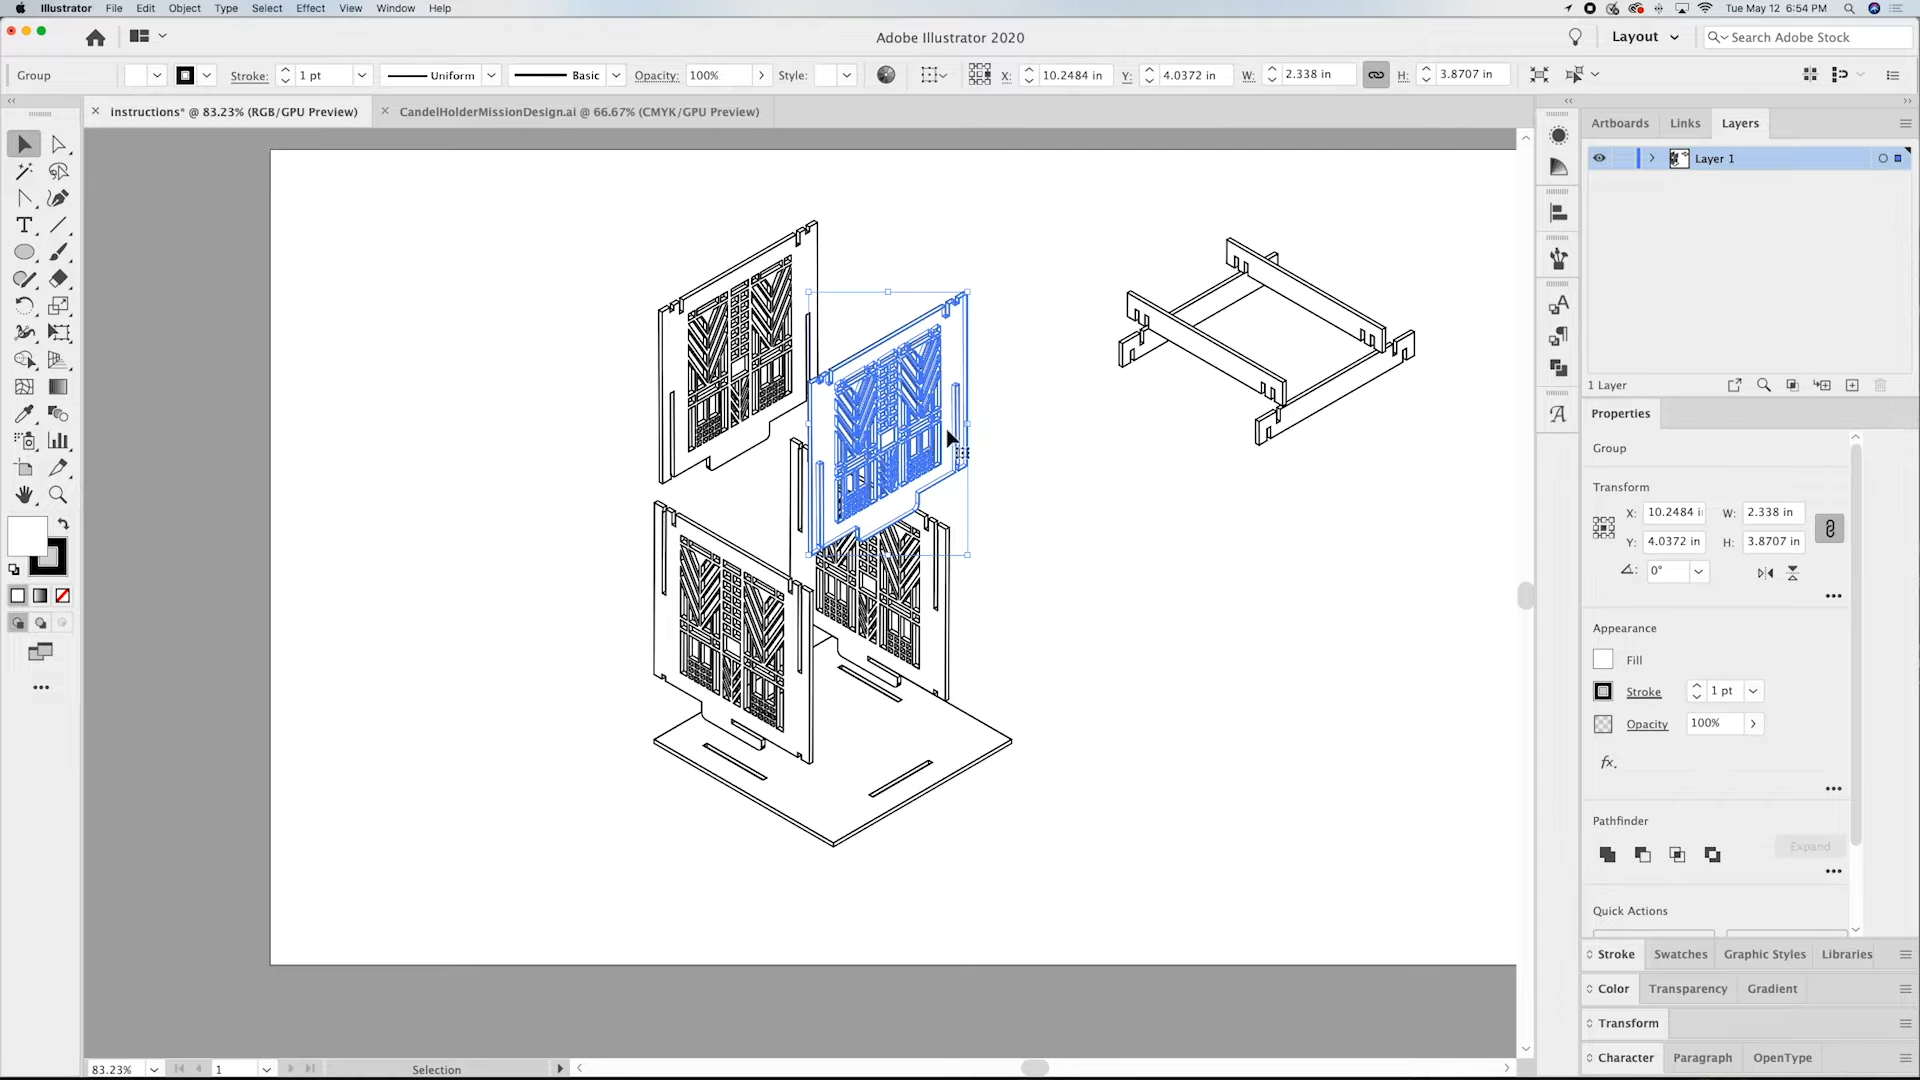 Illustrator File Edit Object Type Select Effect View Window Help Tue May 12 6:54 PM
Adobe Illustrator 2020 Layout Search Adobe Stock
Group Stroke: 1 pt Uniform Basic Opacity: 100% Style: X: 10.2484 in Y: 4.0372 in W: 2.338 in H: 3.8707 in
instructions* @ 83.23% (RGB/GPU Preview) CandelHolderMissionDesign.ai @ 66.67% (CMYK/GPU Preview)
Artboards Links Layers
Layer 1
1 Layer
Properties
Group
Transform
X: 10.2484 i W: 2.338 in
Y: 4.0372 in H: 3.8707 in
0°
Appearance
Fill
Stroke 1 pt
Opacity 100%
fx.
Pathfinder
Expand
Quick Actions
Stroke Swatches Graphic Styles Libraries
Color Transparency Gradient
Transform
Character Paragraph OpenType
83.23% 1 Selection